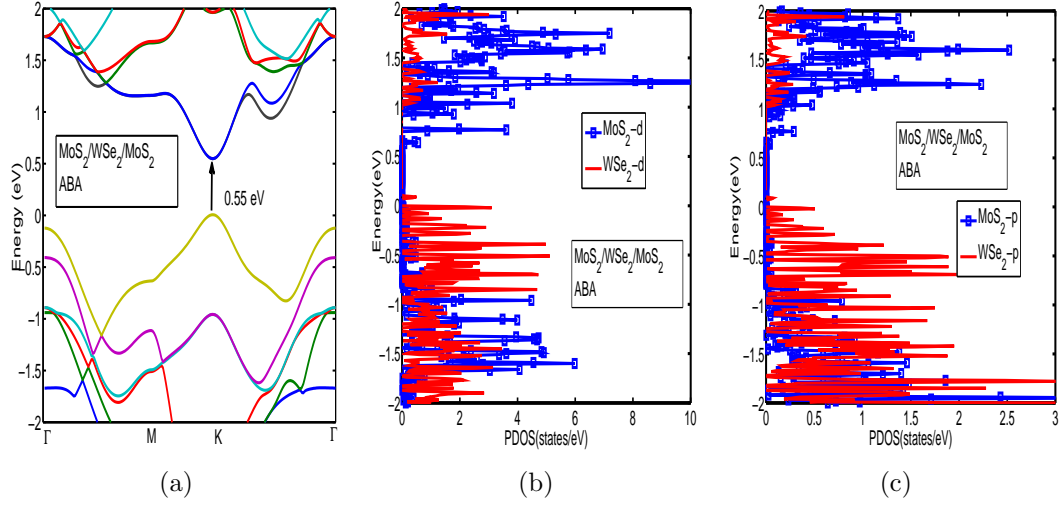 2
1.5
1
0.5
0
−0.5
−1
−1.5
−2
Energy (eV)
MoS2/WSe2/MoS2
ABA
0.55 eV
Γ
M
K
Γ
(a)
2
1.5
1
0.5
0
−0.5
−1
−1.5
−2
Energy(eV)
MoS2−d
WSe2−d
MoS2/WSe2/MoS2
ABA
0
2
4
6
8
10
PDOS(states/eV)
(b)
2
1.5
1
0.5
0
−0.5
−1
−1.5
−2
Energy(eV)
MoS2/WSe2/MoS2
ABA
MoS2−p
WSe2−p
0
0.5
1
1.5
2
2.5
3
PDOS(states/eV)
(c)